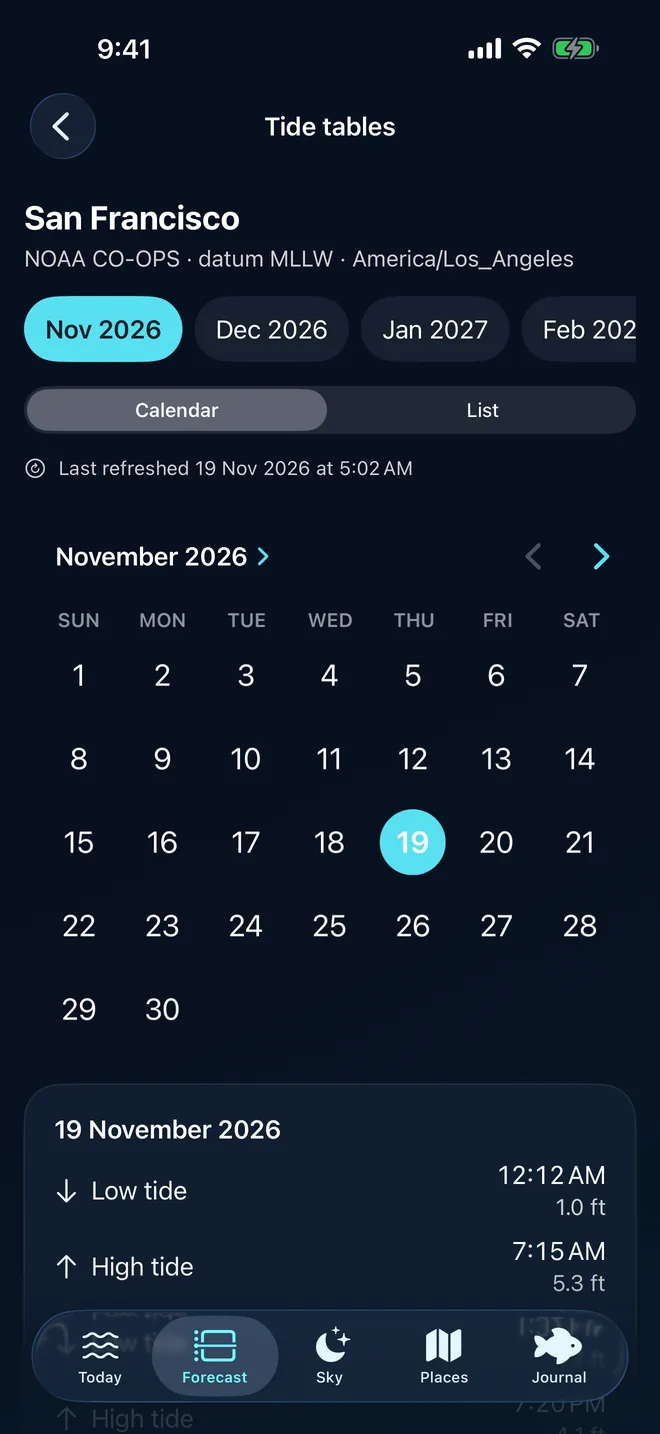 9:41
Tide tables
San Francisco
NOAA CO-OPS · datum MLLW · America/Los_Angeles
Nov 2026 Dec 2026 Jan 2027 Feb 202
Calendar List
Last refreshed 19 Nov 2026 at 5:02 AM
November 2026
SUN MON TUE WED THU FRI SAT
1 2 3 4 5 6 7
8 9 10 11 12 13 14
15 16 17 18 19 20 21
22 23 24 25 26 27 28
29 30
19 November 2026
Low tide 12:12 AM
1.0 ft
High tide 7:15 AM
5.3 ft
Today Forecast Sky Places Journal
High tide 7:20 PM